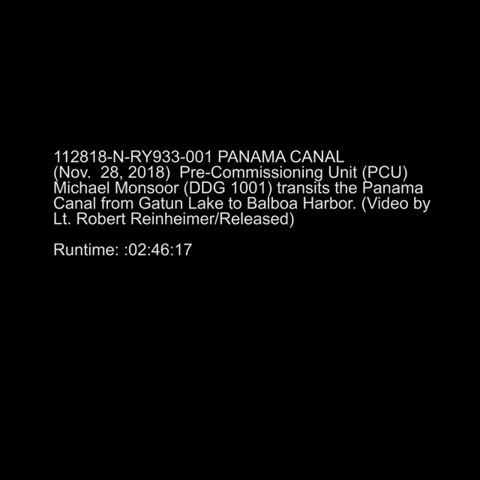 112818-N-RY933-001 PANAMA CANAL
(Nov.  28, 2018)  Pre-Commissioning Unit (PCU)
Michael Monsoor (DDG 1001) transits the Panama
Canal from Gatun Lake to Balboa Harbor. (Video by
Lt. Robert Reinheimer/Released)
Runtime: :02:46:17